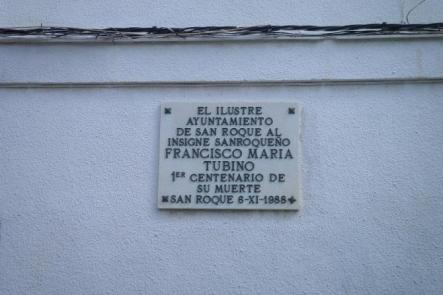 EL ILUSTRE
AYUNTAMIENTO
DE SAN ROQUE AL
INSIGNE SANROQUEÑO
FRANCISCO MARIA
TUBINO
1ER CENTENARIO DE
SU MUERTE
SAN ROQUE 6-XI-1988